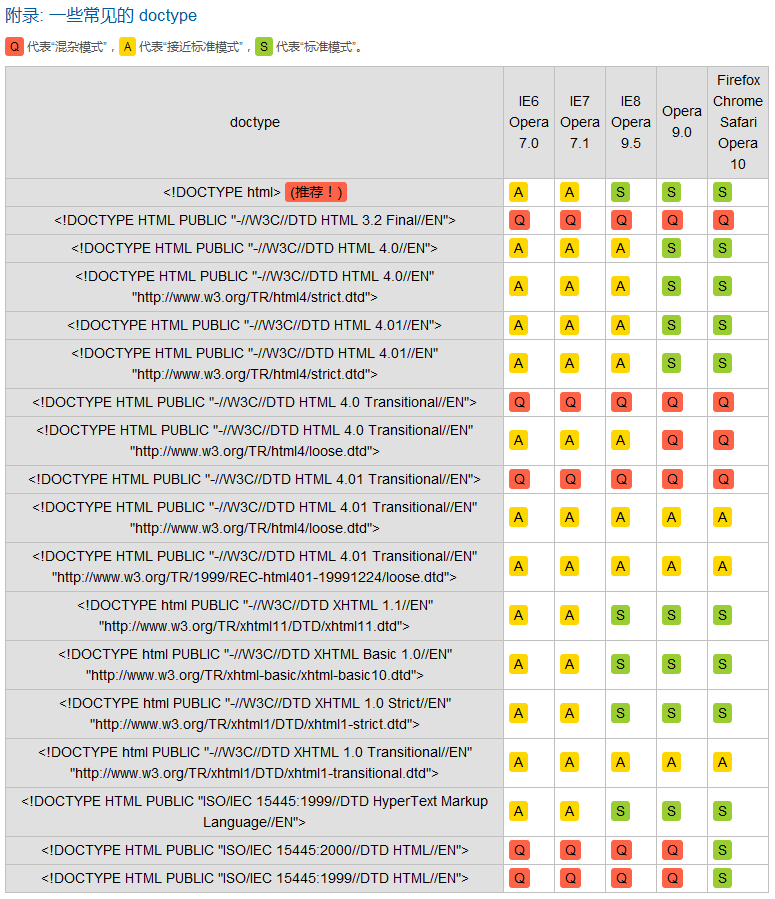 附录: 一些常见的 doctype
Q 代表“混杂模式”，A 代表“接近标准模式”，S 代表“标准模式”。
doctype
IE6
Opera
7.0
IE7
Opera
7.1
IE8
Opera
9.5
Opera
9.0
Firefox
Chrome
Safari
Opera
10
<!DOCTYPE html> (推荐！) A A S S S
<!DOCTYPE HTML PUBLIC "-//W3C//DTD HTML 3.2 Final//EN"> Q Q Q Q Q
<!DOCTYPE HTML PUBLIC "-//W3C//DTD HTML 4.0//EN"> A A A S S
<!DOCTYPE HTML PUBLIC "-//W3C//DTD HTML 4.0//EN"
"http://www.w3.org/TR/html4/strict.dtd"> A A A S S
<!DOCTYPE HTML PUBLIC "-//W3C//DTD HTML 4.01//EN"> A A A S S
<!DOCTYPE HTML PUBLIC "-//W3C//DTD HTML 4.01//EN"
"http://www.w3.org/TR/html4/strict.dtd"> A A A S S
<!DOCTYPE HTML PUBLIC "-//W3C//DTD HTML 4.0 Transitional//EN"> Q Q Q Q Q
<!DOCTYPE HTML PUBLIC "-//W3C//DTD HTML 4.0 Transitional//EN"
"http://www.w3.org/TR/html4/loose.dtd"> A A A Q Q
<!DOCTYPE HTML PUBLIC "-//W3C//DTD HTML 4.01 Transitional//EN"> Q Q Q Q Q
<!DOCTYPE HTML PUBLIC "-//W3C//DTD HTML 4.01 Transitional//EN"
"http://www.w3.org/TR/html4/loose.dtd"> A A A A A
<!DOCTYPE HTML PUBLIC "-//W3C//DTD HTML 4.01 Transitional//EN"
"http://www.w3.org/TR/1999/REC-html401-19991224/loose.dtd"> A A A A A
<!DOCTYPE html PUBLIC "-//W3C//DTD XHTML 1.1//EN"
"http://www.w3.org/TR/xhtml11/DTD/xhtml11.dtd"> A A S S S
<!DOCTYPE html PUBLIC "-//W3C//DTD XHTML Basic 1.0//EN"
"http://www.w3.org/TR/xhtml-basic/xhtml-basic10.dtd"> A A S S S
<!DOCTYPE html PUBLIC "-//W3C//DTD XHTML 1.0 Strict//EN"
"http://www.w3.org/TR/xhtml1/DTD/xhtml1-strict.dtd"> A A S S S
<!DOCTYPE html PUBLIC "-//W3C//DTD XHTML 1.0 Transitional//EN"
"http://www.w3.org/TR/xhtml1/DTD/xhtml1-transitional.dtd"> A A A A A
<!DOCTYPE HTML PUBLIC "ISO/IEC 15445:1999//DTD HyperText Markup
Language//EN"> A A S S S
<!DOCTYPE HTML PUBLIC "ISO/IEC 15445:2000//DTD HTML//EN"> Q Q Q Q S
<!DOCTYPE HTML PUBLIC "ISO/IEC 15445:1999//DTD HTML//EN"> Q Q Q Q S